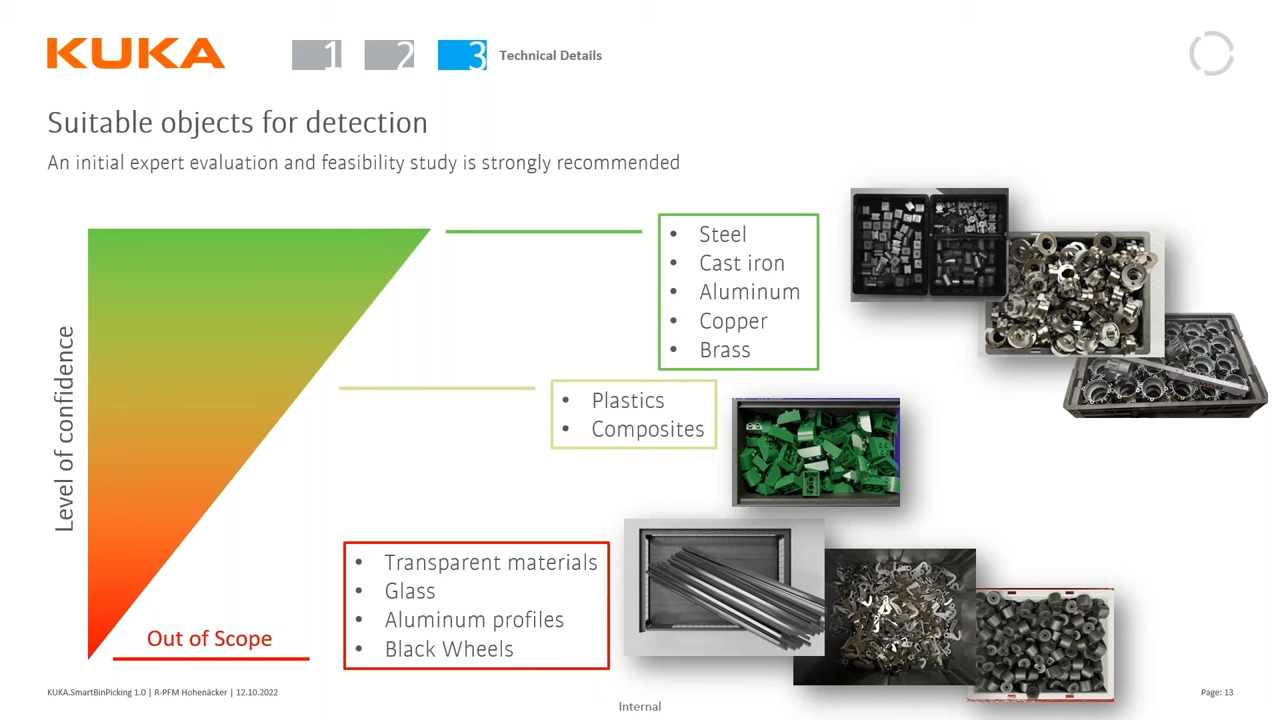 KUKA
1
2
3
Technical Details
Suitable objects for detection
An initial expert evaluation and feasibility study is strongly recommended
Level of confidence
• Steel
• Cast iron
• Aluminum
• Copper
• Brass
• Plastics
• Composites
• Transparent materials
• Glass
• Aluminum profiles
• Black Wheels
Out of Scope
KUKA.SmartBinPicking 1.0 | R-PFM Hohenäcker | 12.10.2022
Internal
Page: 13